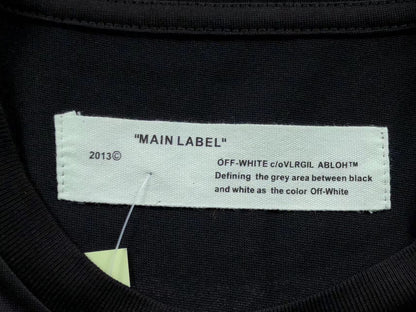 "MAIN LABEL"
2013©
OFF-WHITE c/oVLRGIL ABLOH™
Defining the grey area between black
and white as the color Off-White